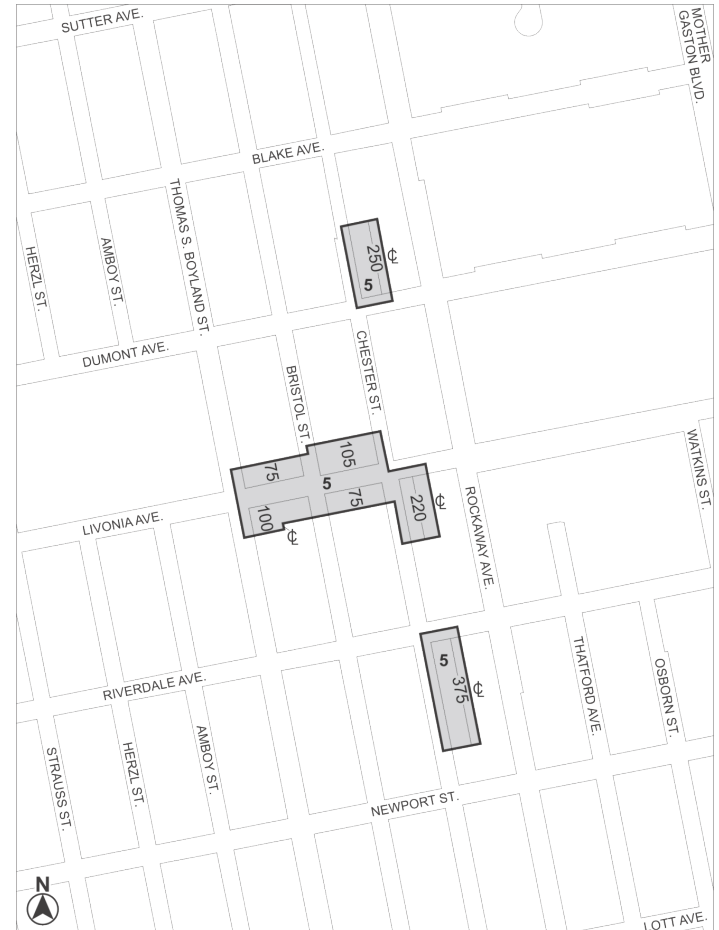 SUTTER AVE.
MOTHER
GASTON BLVD.
BLAKE AVE.
THOMAS S. BOYLAND ST.
HERZL ST.
AMBOY ST.
250
℄
5
DUMONT AVE.
CHESTER ST.
BRISTOL ST.
WATKINS ST.
75
105
5
75
100
℄
220
℄
LIVONIA AVE.
ROCKAWAY AVE.
5
375
℄
THATFORD AVE.
OSBORN ST.
RIVERDALE AVE.
STRAUSS ST.
HERZL ST.
AMBOY ST.
NEWPORT ST.
N
LOTT AVE.